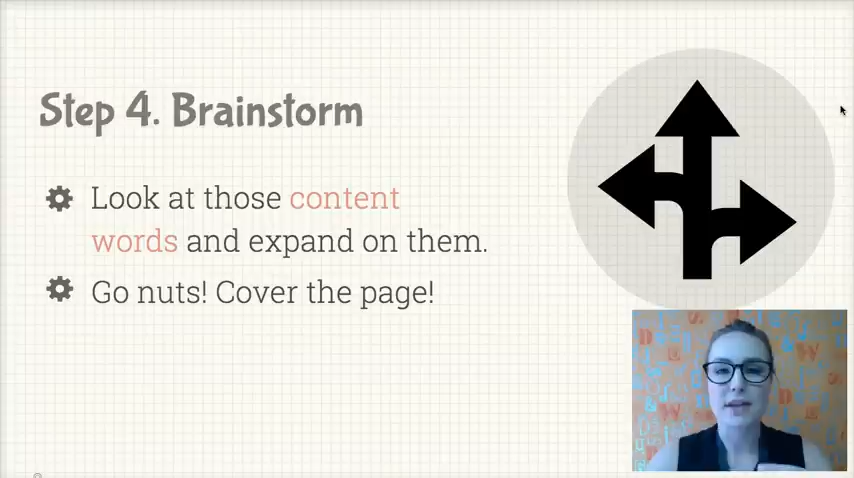 Step 4. Brainstorm
Look at those content
words and expand on them.
Go nuts! Cover the page!